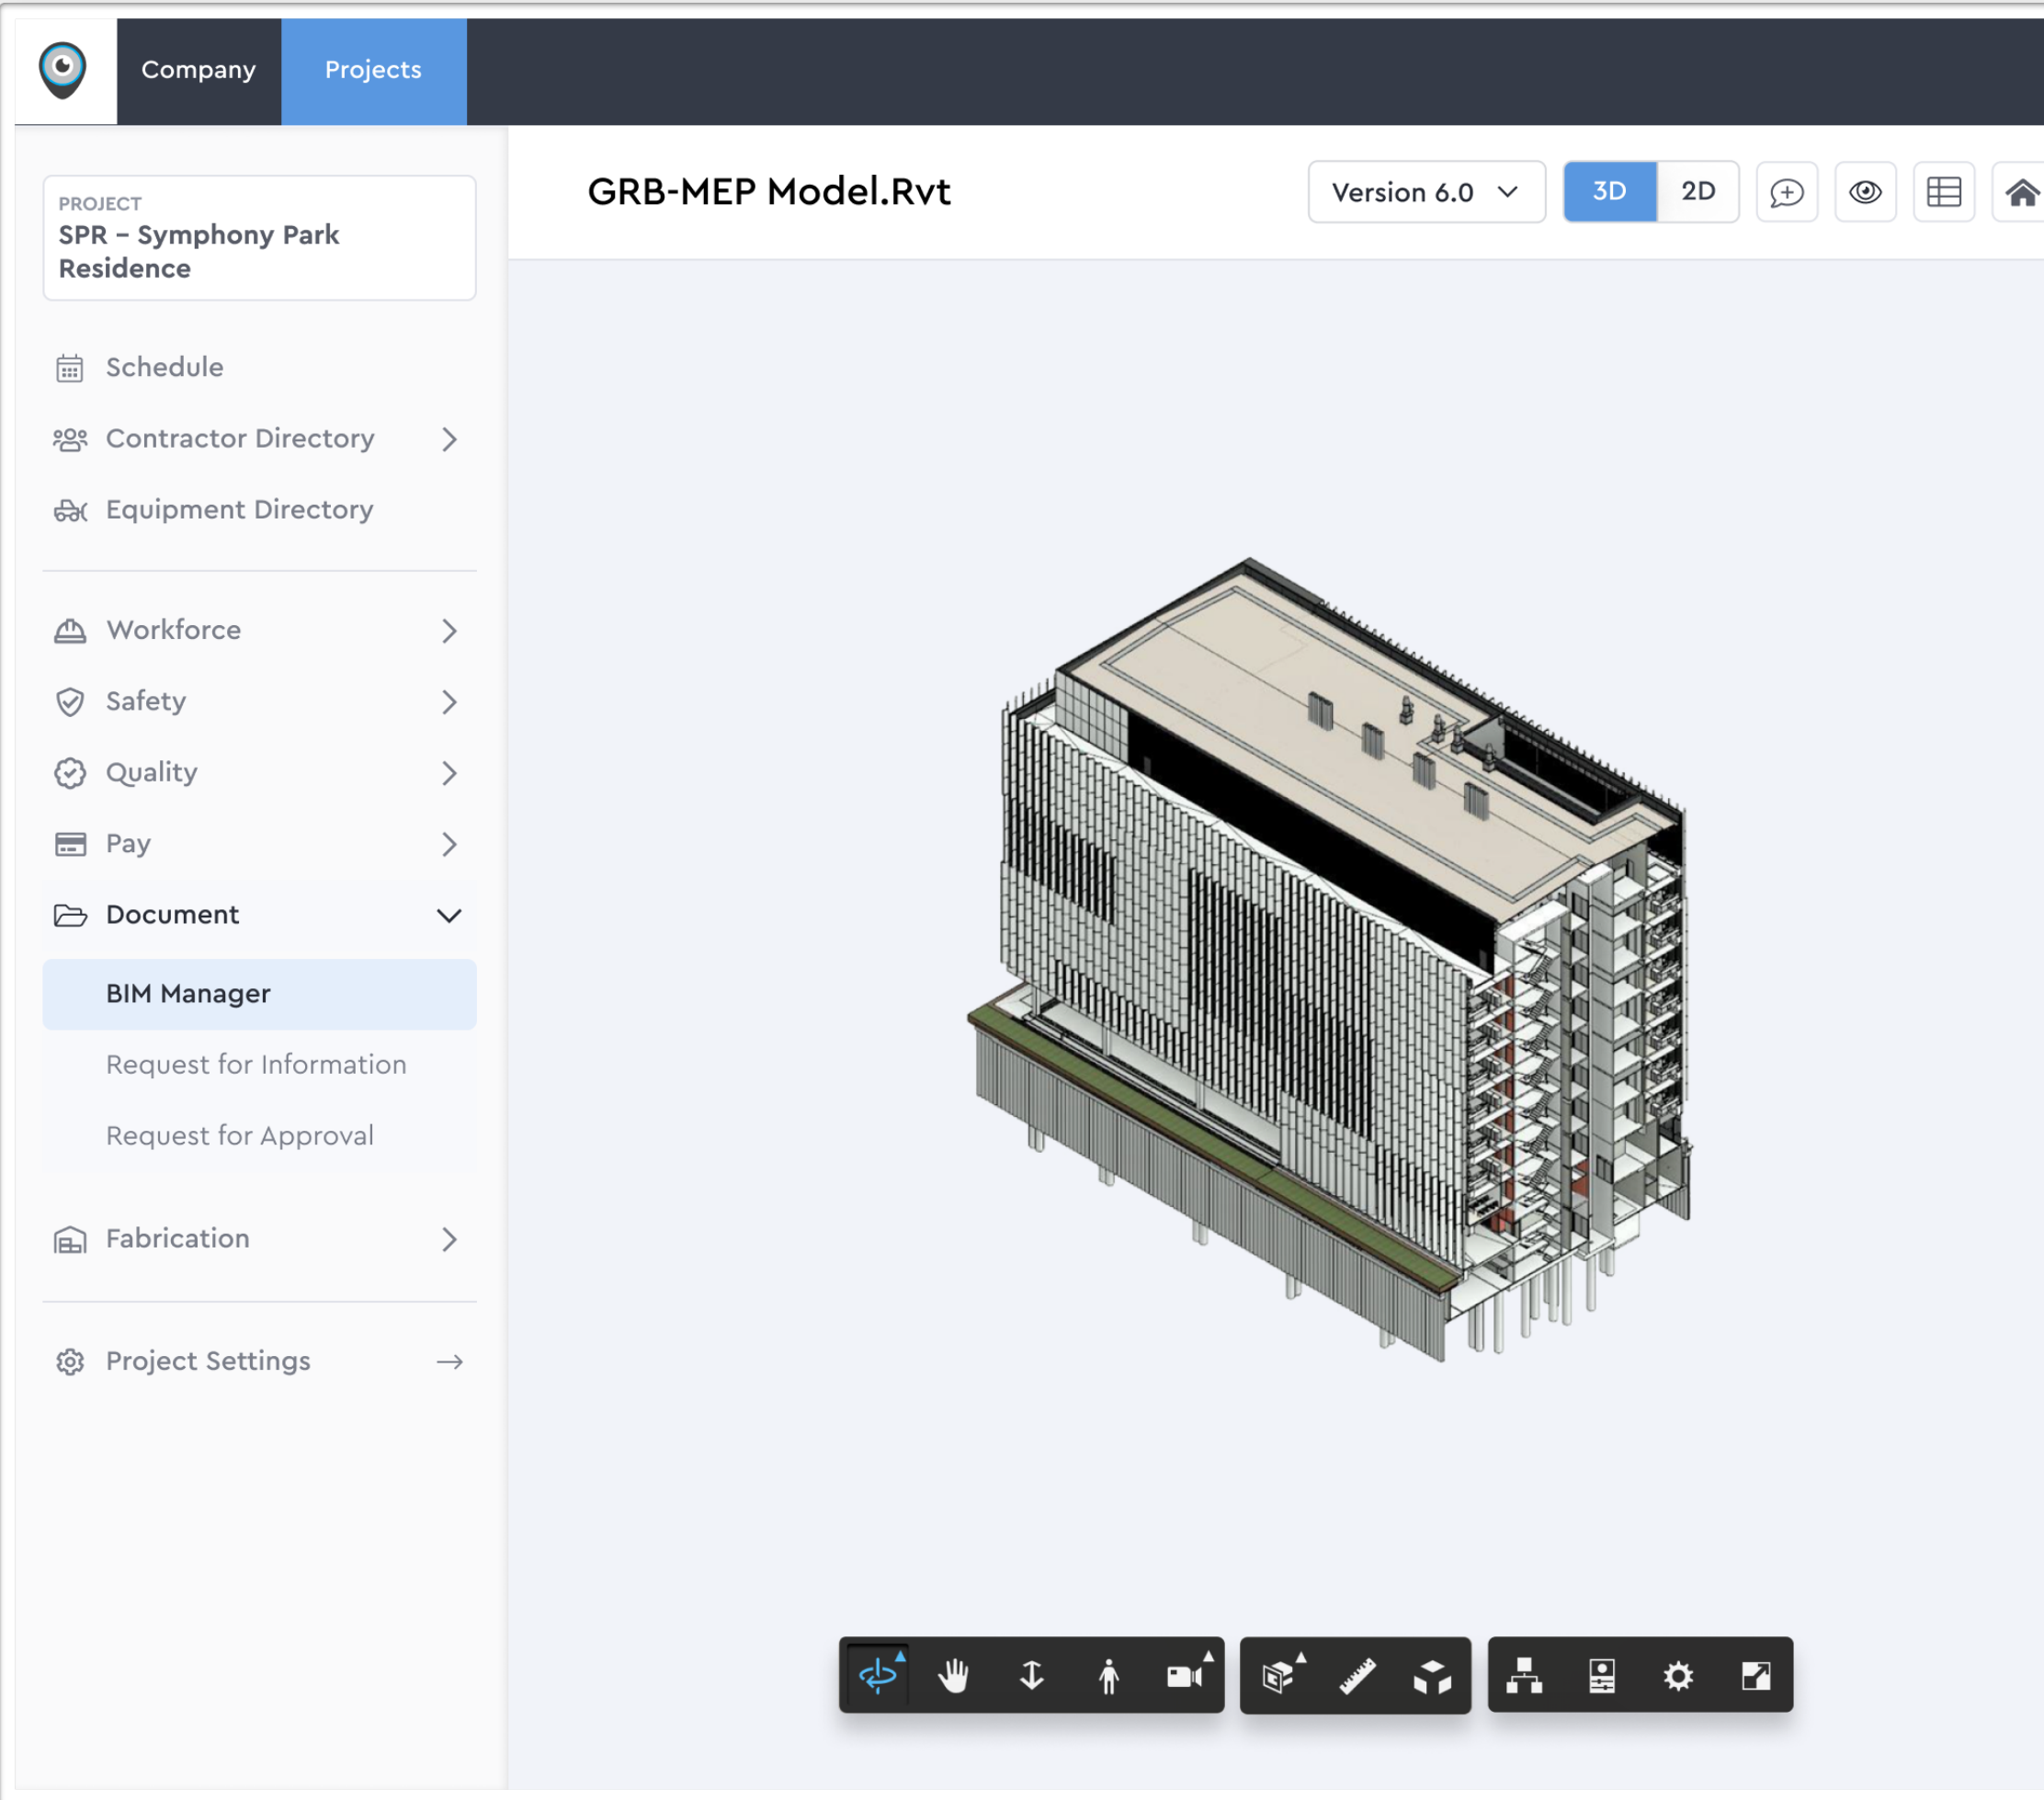 Company
Projects
PROJECT
SPR – Symphony Park
Residence
GRB-MEP Model.Rvt
Version 6.0
3D
2D
Schedule
Contractor Directory
Equipment Directory
Workforce
Safety
Quality
Pay
Document
BIM Manager
Request for Information
Request for Approval
Fabrication
Project Settings